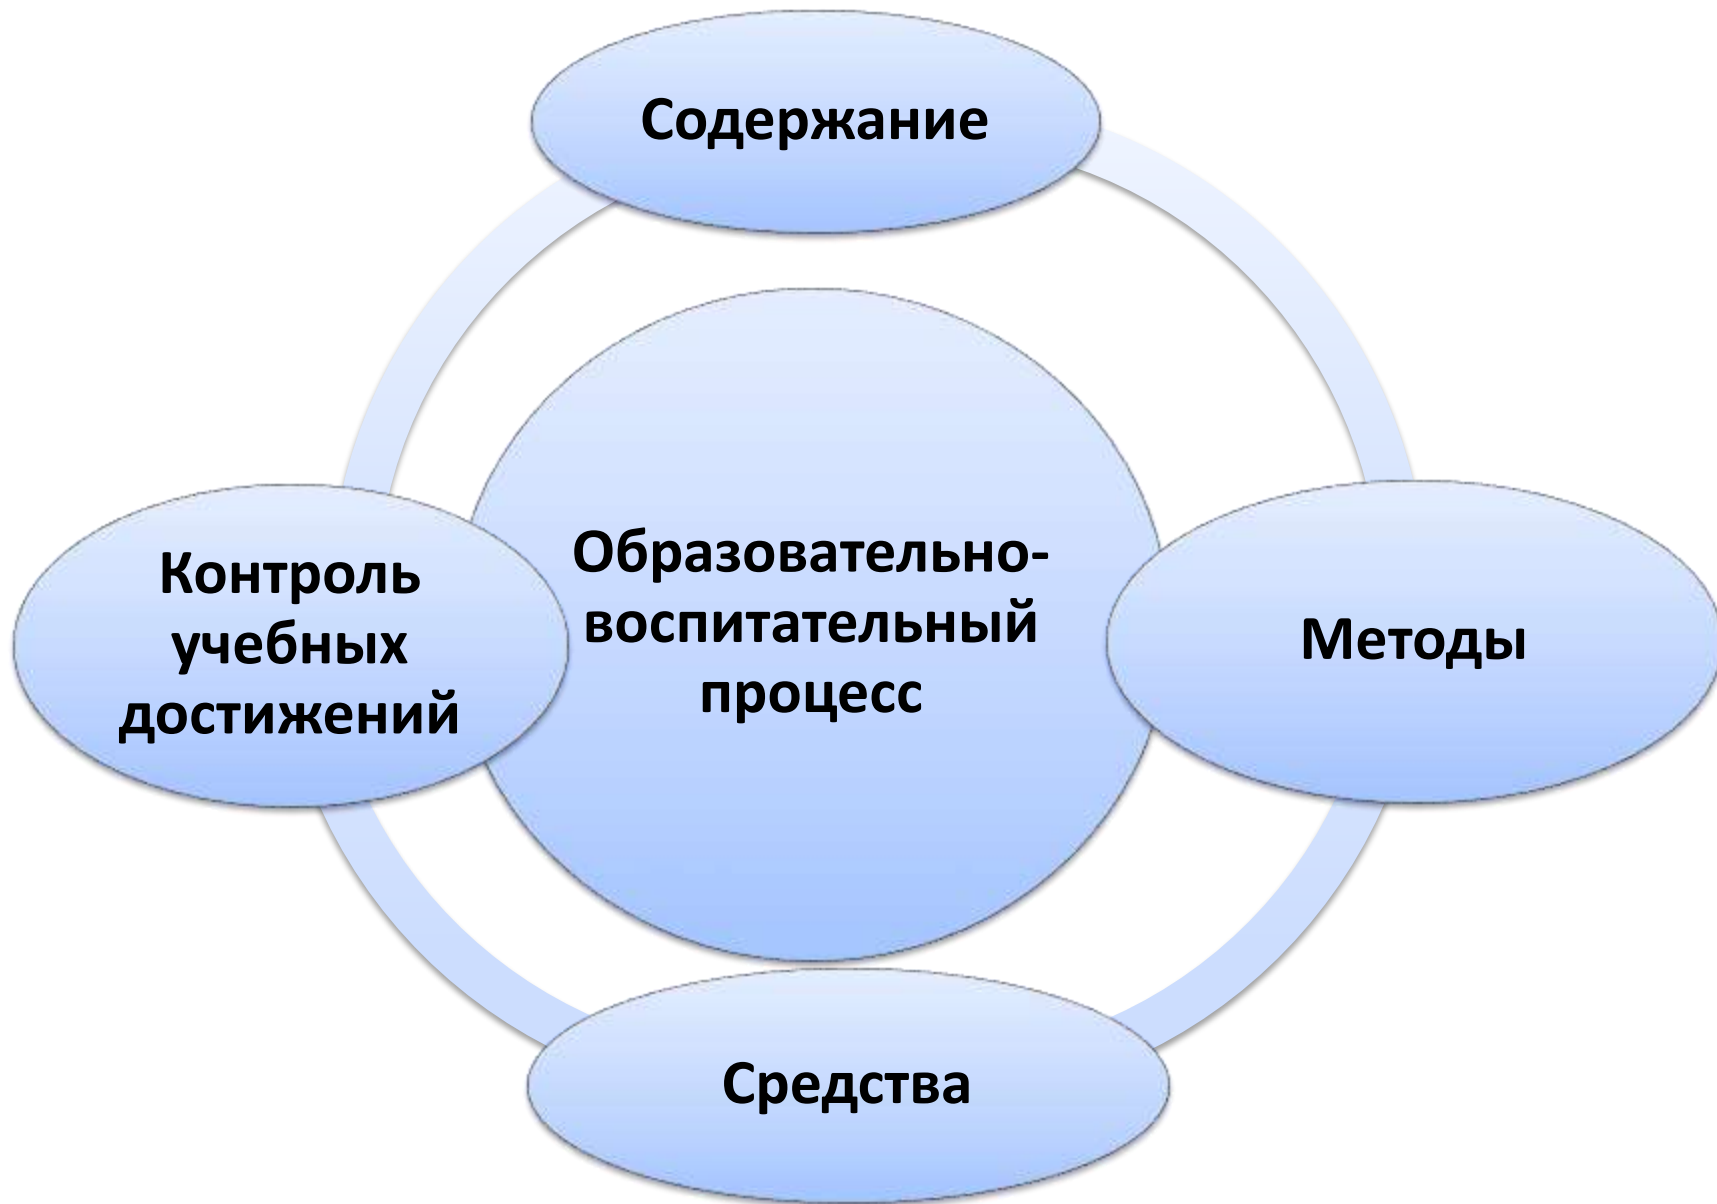 Содержание
Контроль
учебных
достижений
Образовательно-
воспитательный
процесс
Методы
Средства